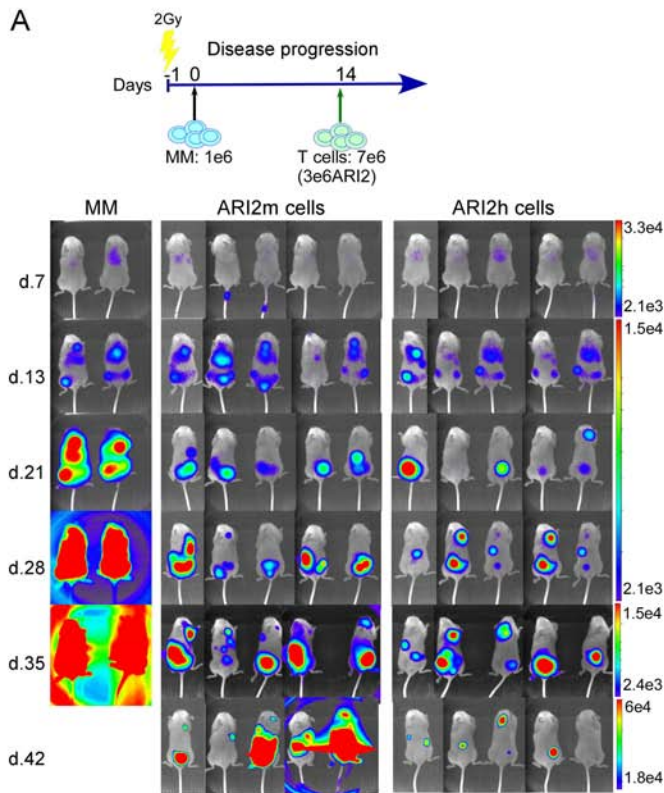 A
2Gy
Disease progression
-1 0 14
Days
MM: 1e6 T cells: 7e6
(3e6ARI2)
MM ARI2m cells ARI2h cells
3.3e4
d.7
2.1e3
1.5e4
d.13
d.21
d.28
2.1e3
1.5e4
d.35
2.4e3
6e4
d.42
1.8e4